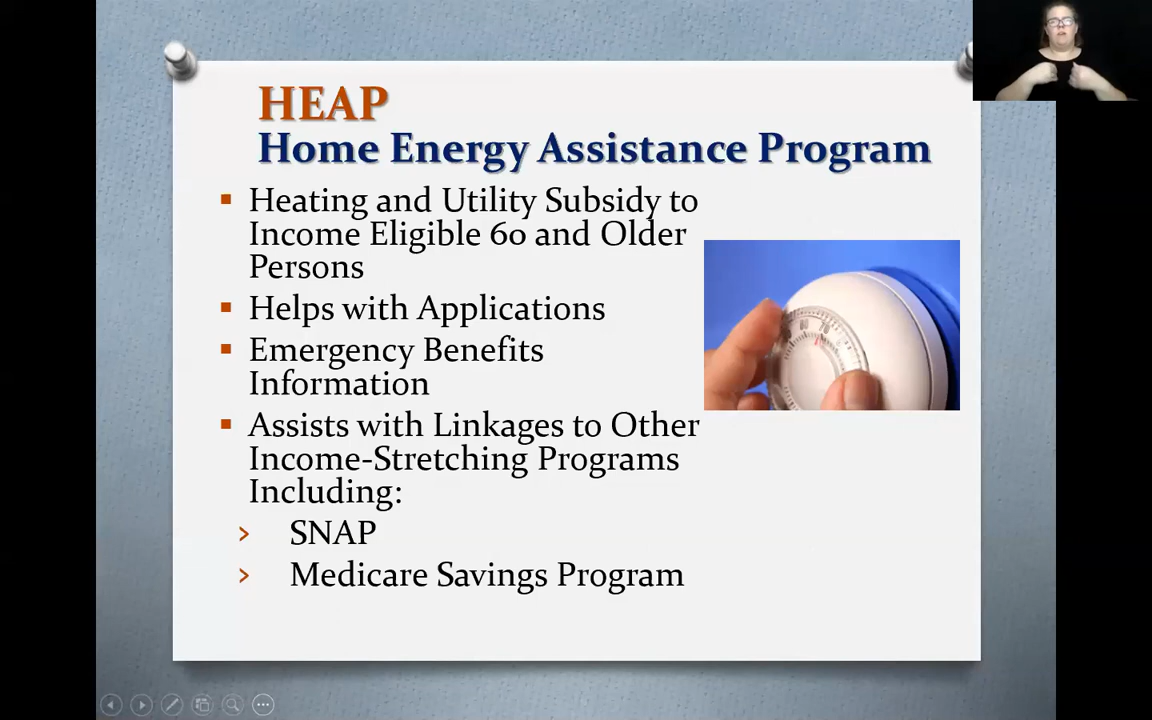 HEAP
Home Energy Assistance Program
Heating and Utility Subsidy to
Income Eligible 60 and Older
Persons
Helps with Applications
Emergency Benefits
Information
Assists with Linkages to Other
Income-Stretching Programs
Including:
SNAP
Medicare Savings Program